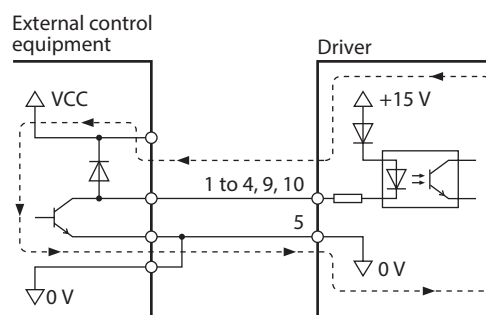 External control
equipment
Driver
VCC
+15 V
1 to 4, 9, 10
5
0 V
0 V